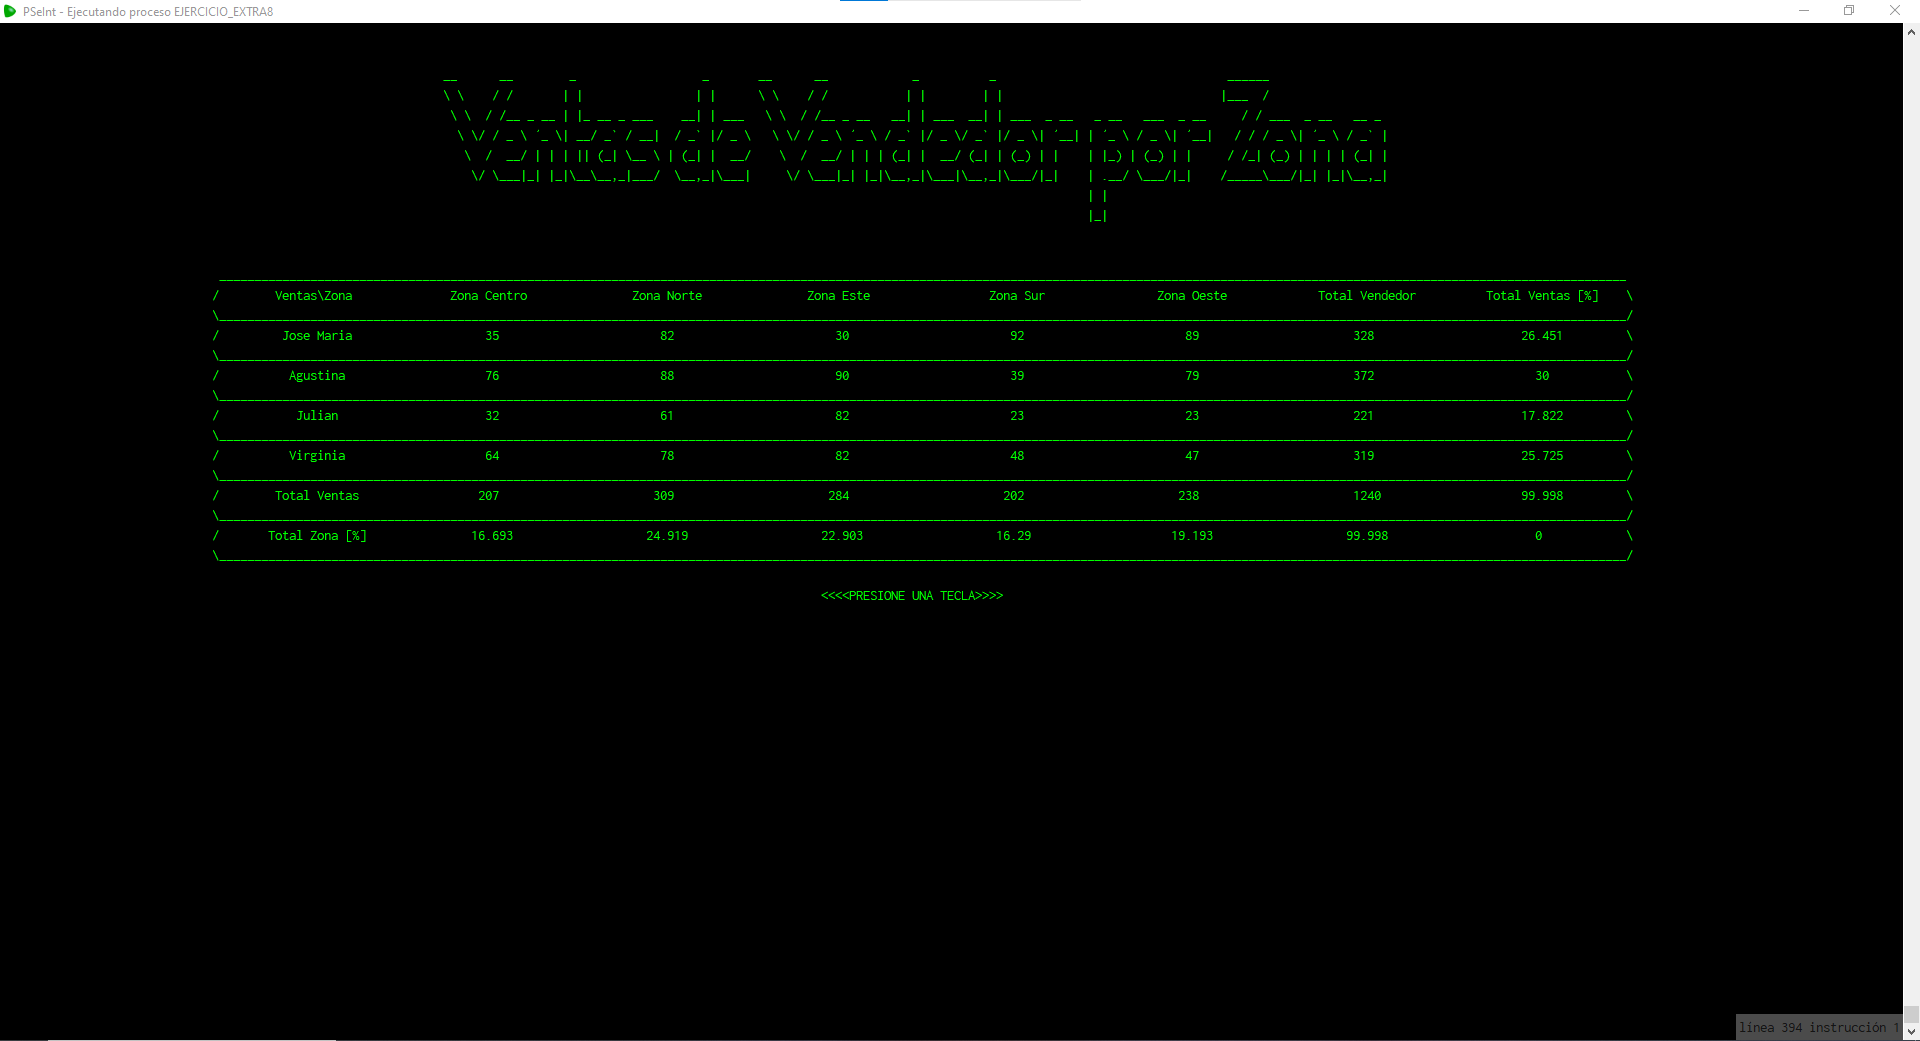 PSeInt - Ejecutando proceso EJERCICIO_EXTRA8
Ventas de Vendedor por Zona
Ventas\Zona Zona Centro Zona Norte Zona Este Zona Sur Zona Oeste Total Vendedor Total Ventas [%]
Jose Maria 35 82 30 92 89 328 26.451
Agustina 76 88 90 39 79 372 30
Julian 32 61 82 23 23 221 17.822
Virginia 64 78 82 48 47 319 25.725
Total Ventas 207 309 284 202 238 1240 99.998
Total Zona [%] 16.693 24.919 22.903 16.29 19.193 99.998 0
<<<<PRESIONE UNA TECLA>>>>
línea 394 instrucción 1